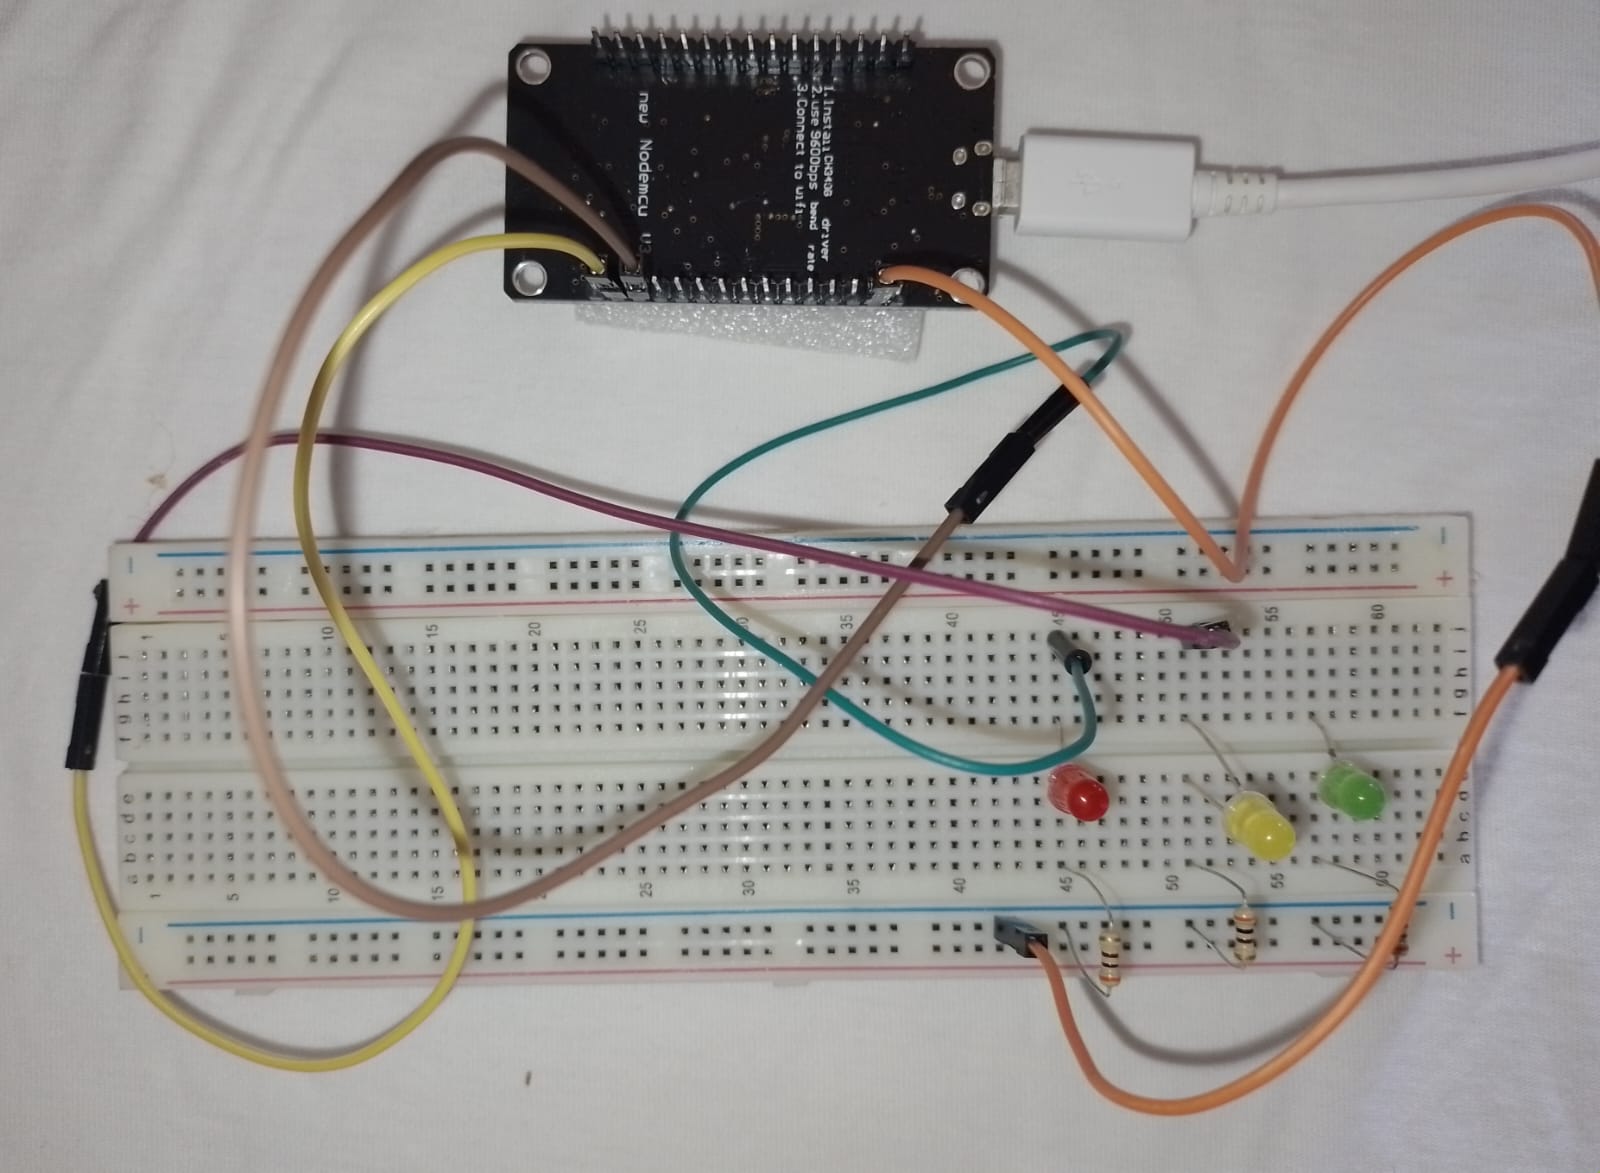 1.Install CH340G driver
2.use 9600bps baud rate
3.Connect to wifi
new Nodemcu V3
- -
+ +
1 5 10 15 20 25 30 35 40 45 50 55 60
j j
i i
h h
g g
f f
e e
d d
c c
b b
a a
1 5 10 15 20 25 30 35 40 45 50 55 60
- -
+